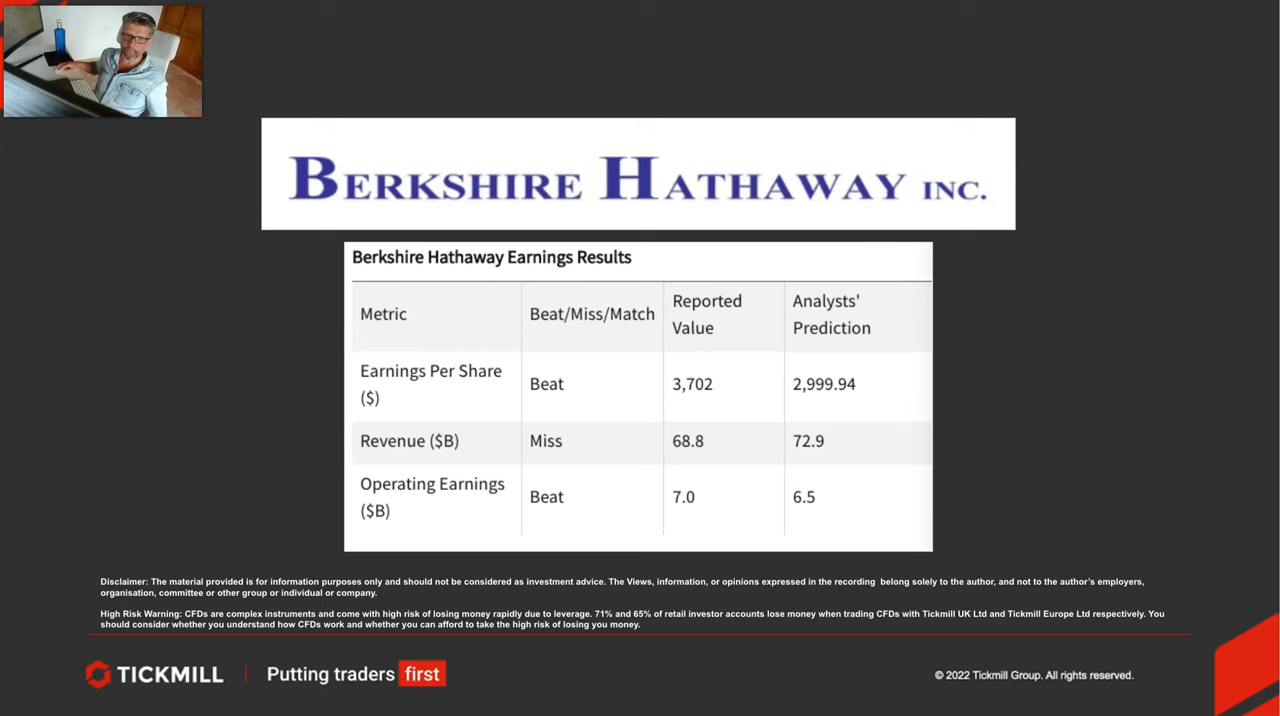 BERKSHIRE HATHAWAY INC.
Berkshire Hathaway Earnings Results
Metric
Beat/Miss/Match
Reported
Value
Analysts'
Prediction
Earnings Per Share
($)
Beat
3,702
2,999.94
Revenue ($B)
Miss
68.8
72.9
Operating Earnings
($B)
Beat
7.0
6.5
Disclaimer: The material provided is for information purposes only and should not be considered as investment advice. The Views, information, or opinions expressed in the recording belong solely to the author, and not to the author's employers,
organisation, committee or other group or individual or company.
High Risk Warning: CFDs are complex instruments and come with high risk of losing money rapidly due to leverage. 71% and 65% of retail investor accounts lose money when trading CFDs with Tickmill UK Ltd and Tickmill Europe Ltd respectively. You
should consider whether you understand how CFDs work and whether you can afford to take the high risk of losing you money.
TICKMILL
Putting traders first
© 2022 Tickmill Group. All rights reserved.